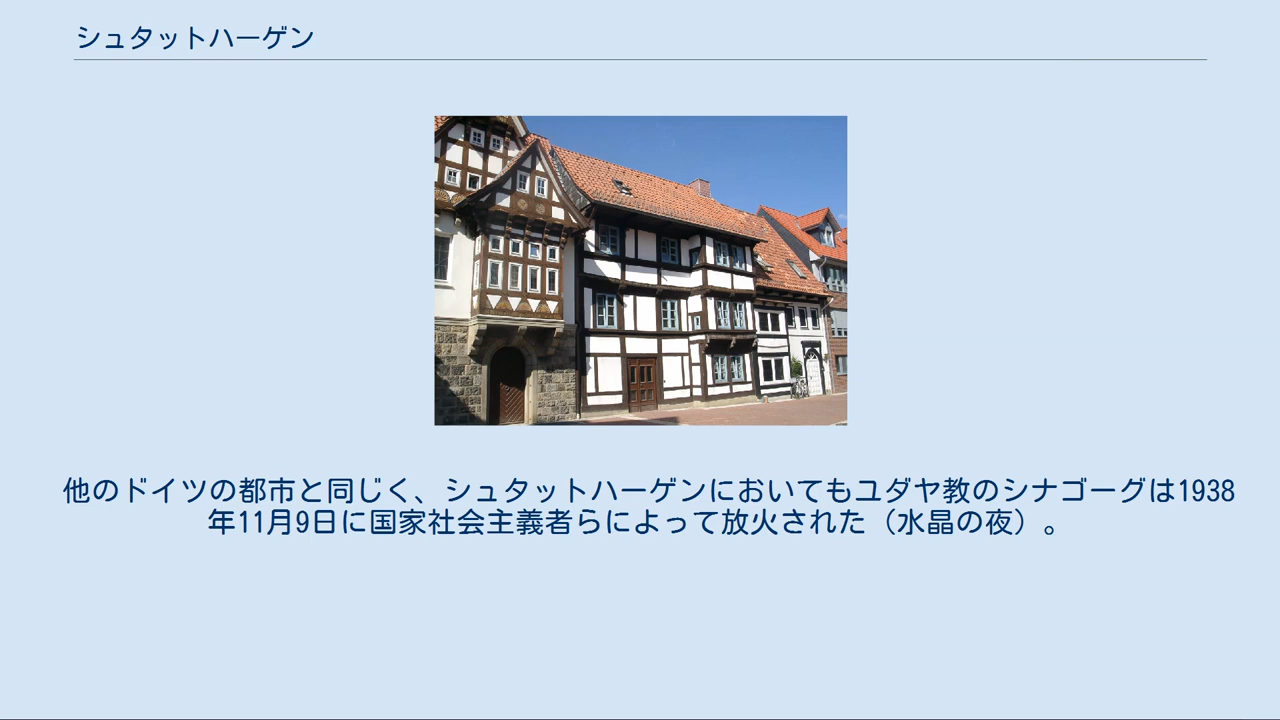 シュタットハーゲン
他のドイツの都市と同じく、シュタットハーゲンにおいてもユダヤ教のシナゴーグは1938
年11月9日に国家社会主義者らによって放火された（水晶の夜）。